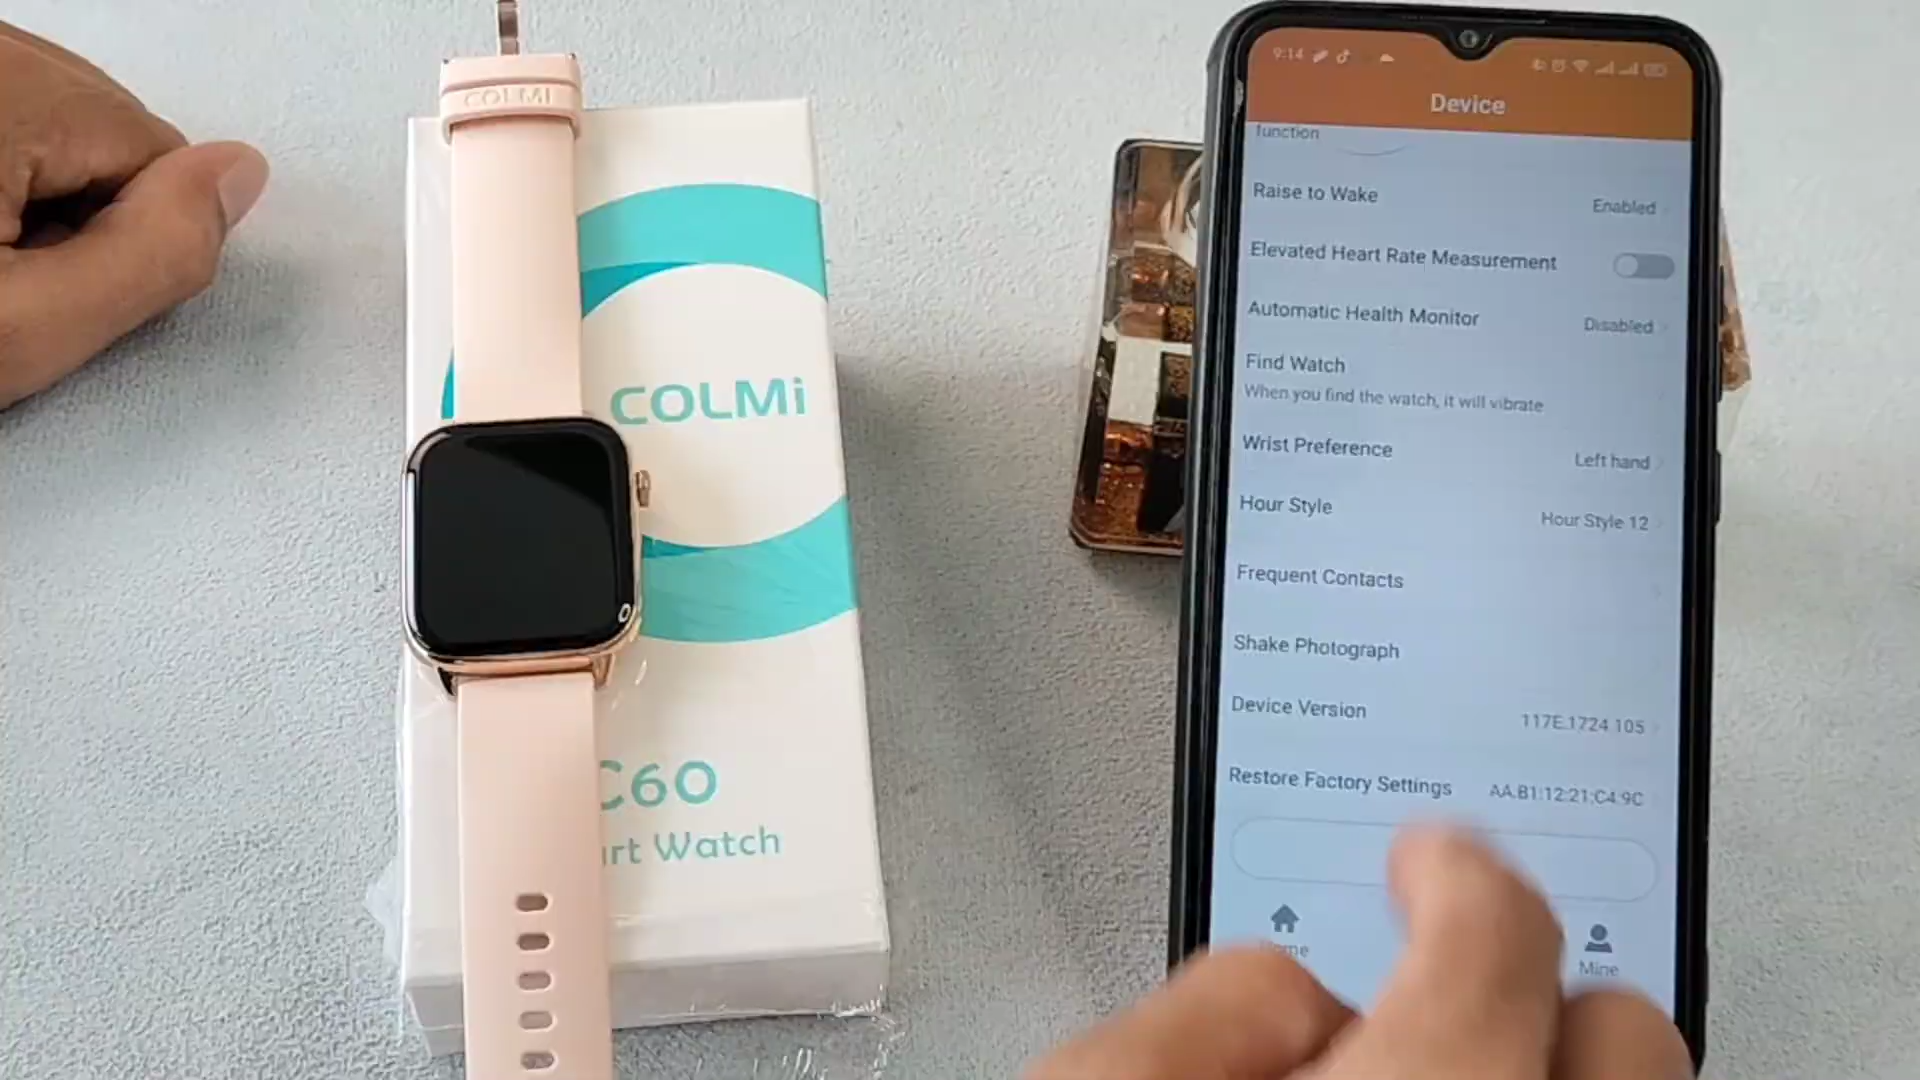 COLMI
COLMi
C60
art Watch
9:14
Device
function
Raise to Wake
Enabled
Elevated Heart Rate Measurement
Automatic Health Monitor
Disabled
Find Watch
When you find the watch, it will vibrate
Wrist Preference
Left hand
Hour Style
Hour Style 12
Frequent Contacts
Shake Photograph
Device Version
117E.1724.105
Restore Factory Settings
AA:B1:12:21:C4:9C
Home
Mine